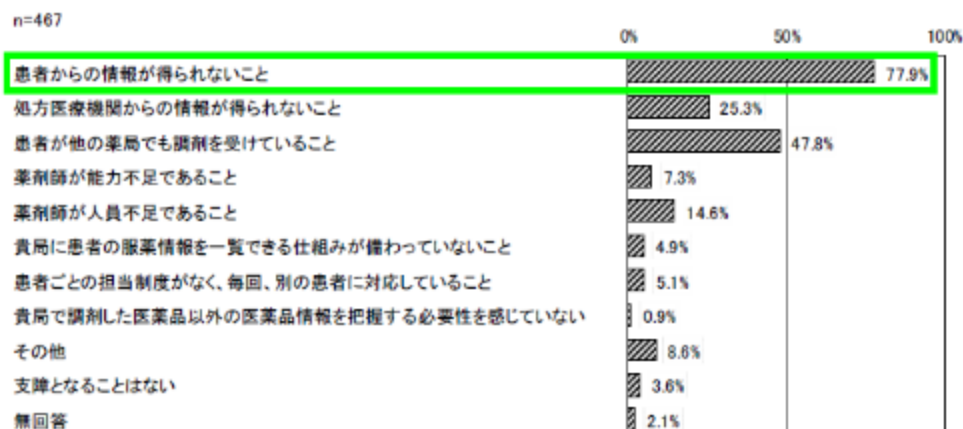 n=467
0% 50% 100%
患者からの情報が得られないこと 77.9%
処方医療機関からの情報が得られないこと 25.3%
患者が他の薬局でも調剤を受けていること 47.8%
薬剤師が能力不足であること 7.3%
薬剤師が人員不足であること 14.6%
貴局に患者の服薬情報を一覧できる仕組みが備わっていないこと 4.9%
患者ごとの担当制度がなく、毎回、別の患者に対応していること 5.1%
貴局で調剤した医薬品以外の医薬品情報を把握する必要性を感じていない 0.9%
その他 8.6%
支障となることはない 3.6%
無回答 2.1%